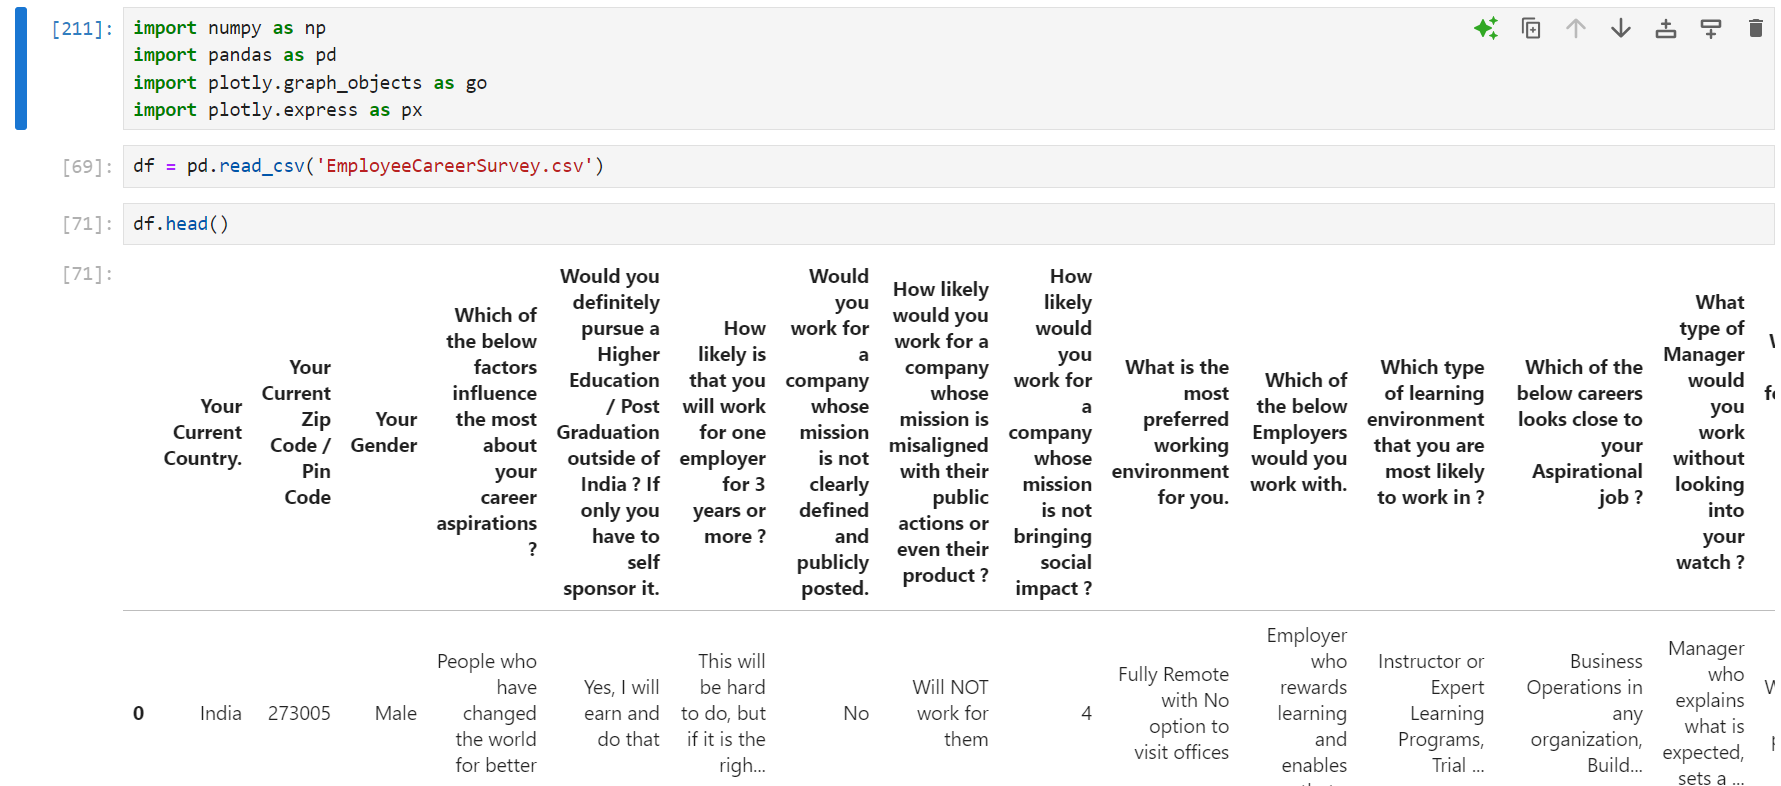 [211]:
import numpy as np
import pandas as pd
import plotly.graph_objects as go
import plotly.express as px
[69]:
df = pd.read_csv('EmployeeCareerSurvey.csv')
[71]:
df.head()
[71]:
Your
Current
Country.
Your
Current
Zip
Code /
Pin
Code
Your
Gender
Which of
the below
factors
influence
the most
about
your
career
aspirations
?
Would you
definitely
pursue a
Higher
Education
/ Post
Graduation
outside of
India ? If
only you
have to
self
sponsor it.
How
likely is
that you
will work
for one
employer
for 3
years or
more ?
Would
you
work for
a
company
whose
mission
is not
clearly
defined
and
publicly
posted.
How likely
would you
work for a
company
whose
mission is
misaligned
with their
public
actions or
even their
product ?
How
likely
would
you
work for
a
company
whose
mission
is not
bringing
social
impact ?
What is the
most
preferred
working
environment
for you.
Which of
the below
Employers
would you
work with.
Which type
of learning
environment
that you are
most likely
to work in ?
Which of the
below careers
looks close to
your
Aspirational
job ?
What
type of
Manager
would
you
work
without
looking
into
your
watch ?
0
India
273005
Male
People who
have
changed
the world
for better
Yes, I will
earn and
do that
This will
be hard
to do, but
if it is the
righ...
No
Will NOT
work for
them
4
Fully Remote
with No
option to
visit offices
Employer
who
rewards
learning
and
enables
Instructor or
Expert
Learning
Programs,
Trial ...
Business
Operations in
any
organization,
Build...
Manager
who
explains
what is
expected,
sets a ...